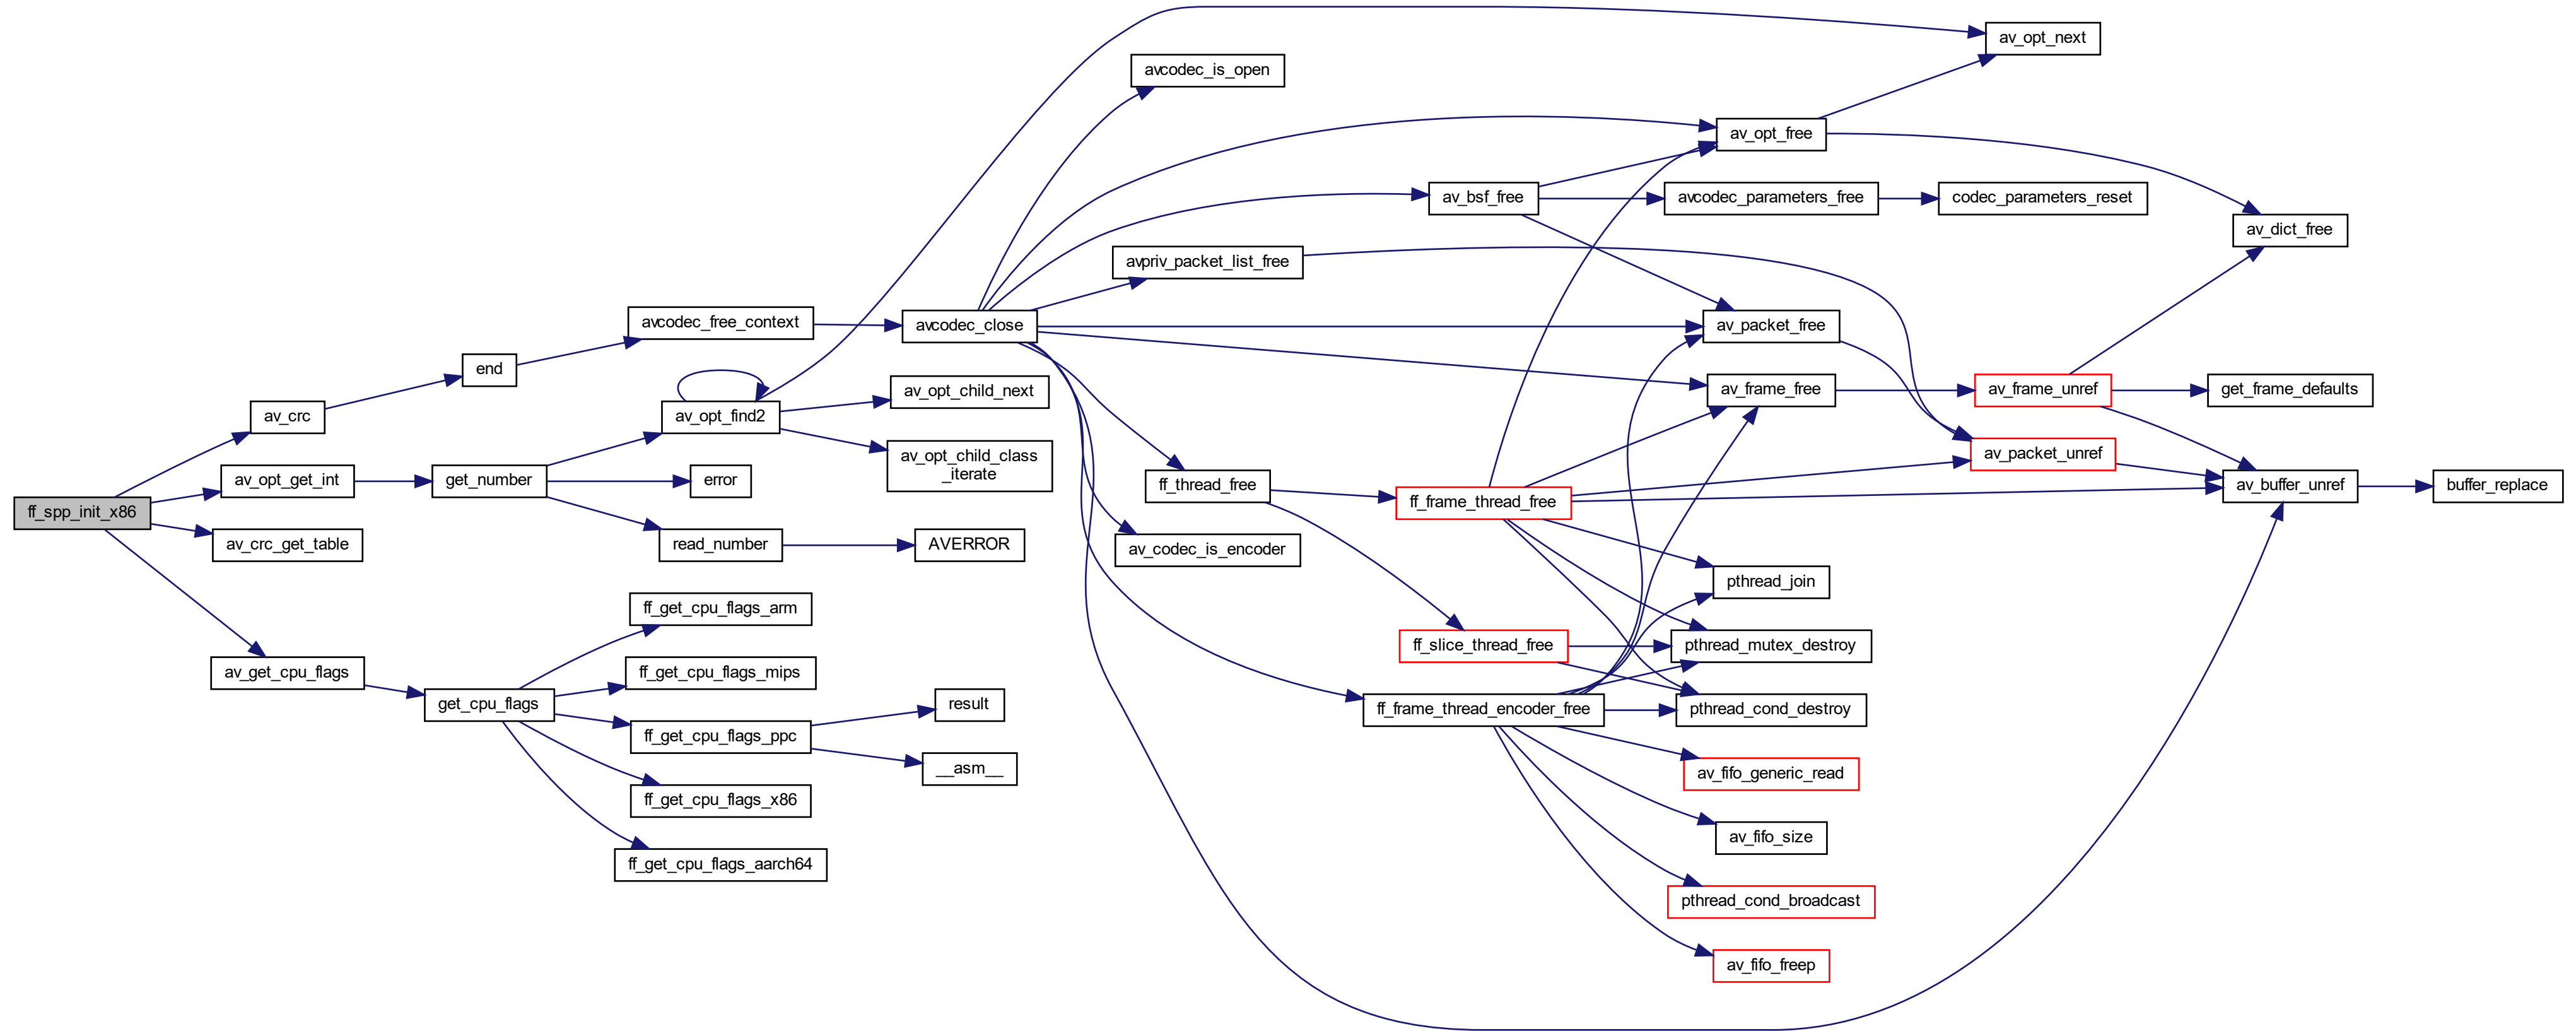 ff_spp_init_x86
av_crc
av_opt_get_int
av_crc_get_table
av_get_cpu_flags
end
get_number
get_cpu_flags
avcodec_free_context
av_opt_find2
error
read_number
ff_get_cpu_flags_arm
ff_get_cpu_flags_mips
ff_get_cpu_flags_ppc
ff_get_cpu_flags_x86
ff_get_cpu_flags_aarch64
avcodec_close
av_opt_child_next
av_opt_child_class
_iterate
AVERROR
result
__asm__
avcodec_is_open
avpriv_packet_list_free
ff_thread_free
av_codec_is_encoder
av_bsf_free
ff_frame_thread_free
ff_slice_thread_free
ff_frame_thread_encoder_free
av_opt_free
avcodec_parameters_free
av_packet_free
av_frame_free
pthread_join
pthread_mutex_destroy
pthread_cond_destroy
av_fifo_generic_read
av_fifo_size
pthread_cond_broadcast
av_fifo_freep
av_opt_next
codec_parameters_reset
av_frame_unref
av_packet_unref
av_dict_free
get_frame_defaults
av_buffer_unref
buffer_replace